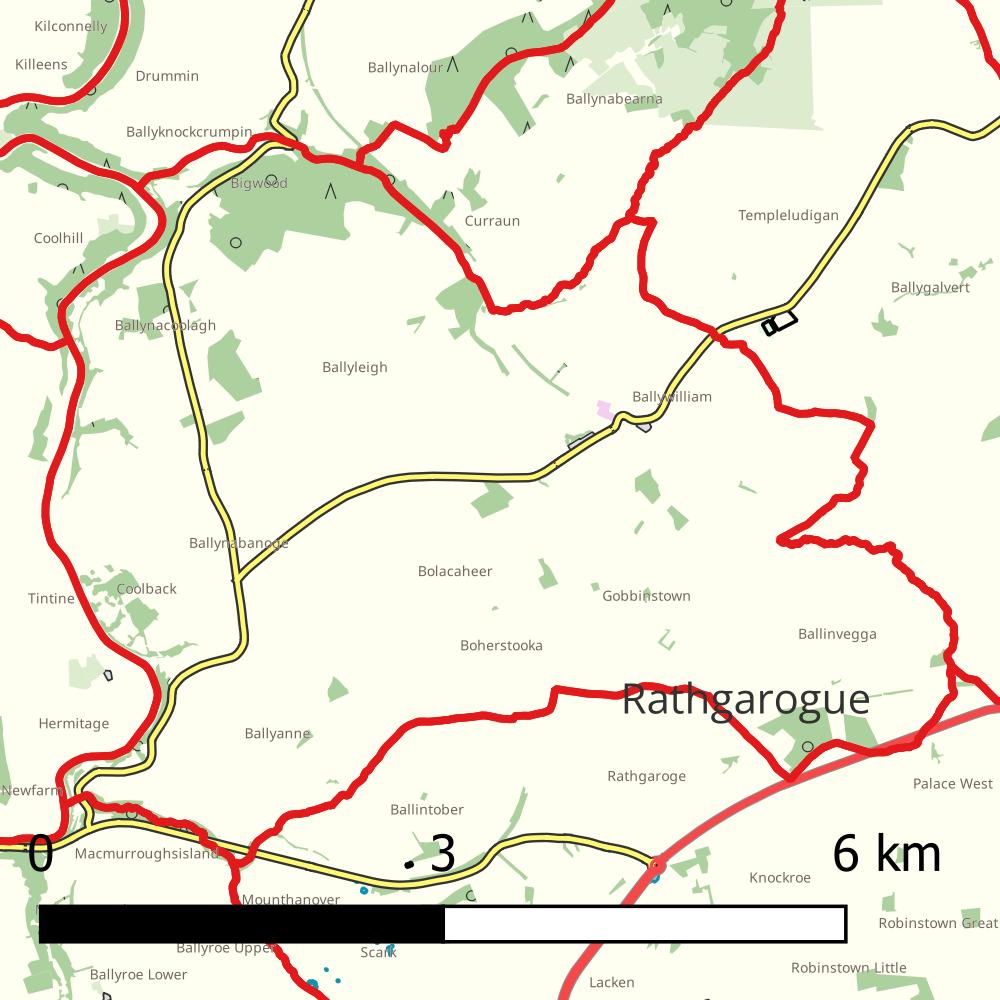 Kilconnelly
Killeens
Drummin
Ballynalour
Ballynabearna
Ballyknockcrumpin
Bigwood
Curraun
Templeludigan
Coolhill
Ballygalvert
Ballynacoolagh
Ballyleigh
Ballywilliam
Ballynabanoge
Bolacaheer
Coolback
Tintine
Gobbinstown
Ballinvegga
Boherstooka
Rathgarogue
Hermitage
Ballyanne
Rathgaroge
Palace West
Newfarm
Ballintober
Macmurroughsisland
0
3
6 km
Knockroe
Mounthanover
Robinstown Great
Ballyroe Upper
Scark
Ballyroe Lower
Robinstown Little
Lacken